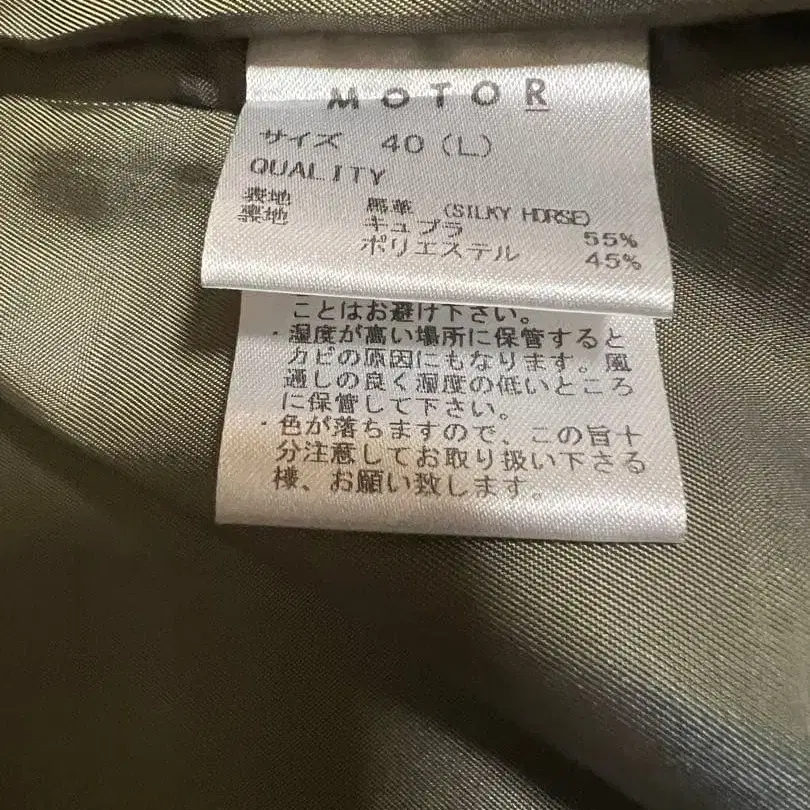 MOTOR
サイズ 40 (L)
QUALITY
表地 馬革 (SILKY HORSE)
裏地 キュプラ 55%
ポリエステル 45%
ことはお避け下さい。
・湿度が高い場所に保管すると
カビの原因にもなります。風
通しの良く湿度の低いところ
に保管して下さい。
・色が落ちますので、この旨十
分注意してお取り扱い下さる
様、お願い致します。